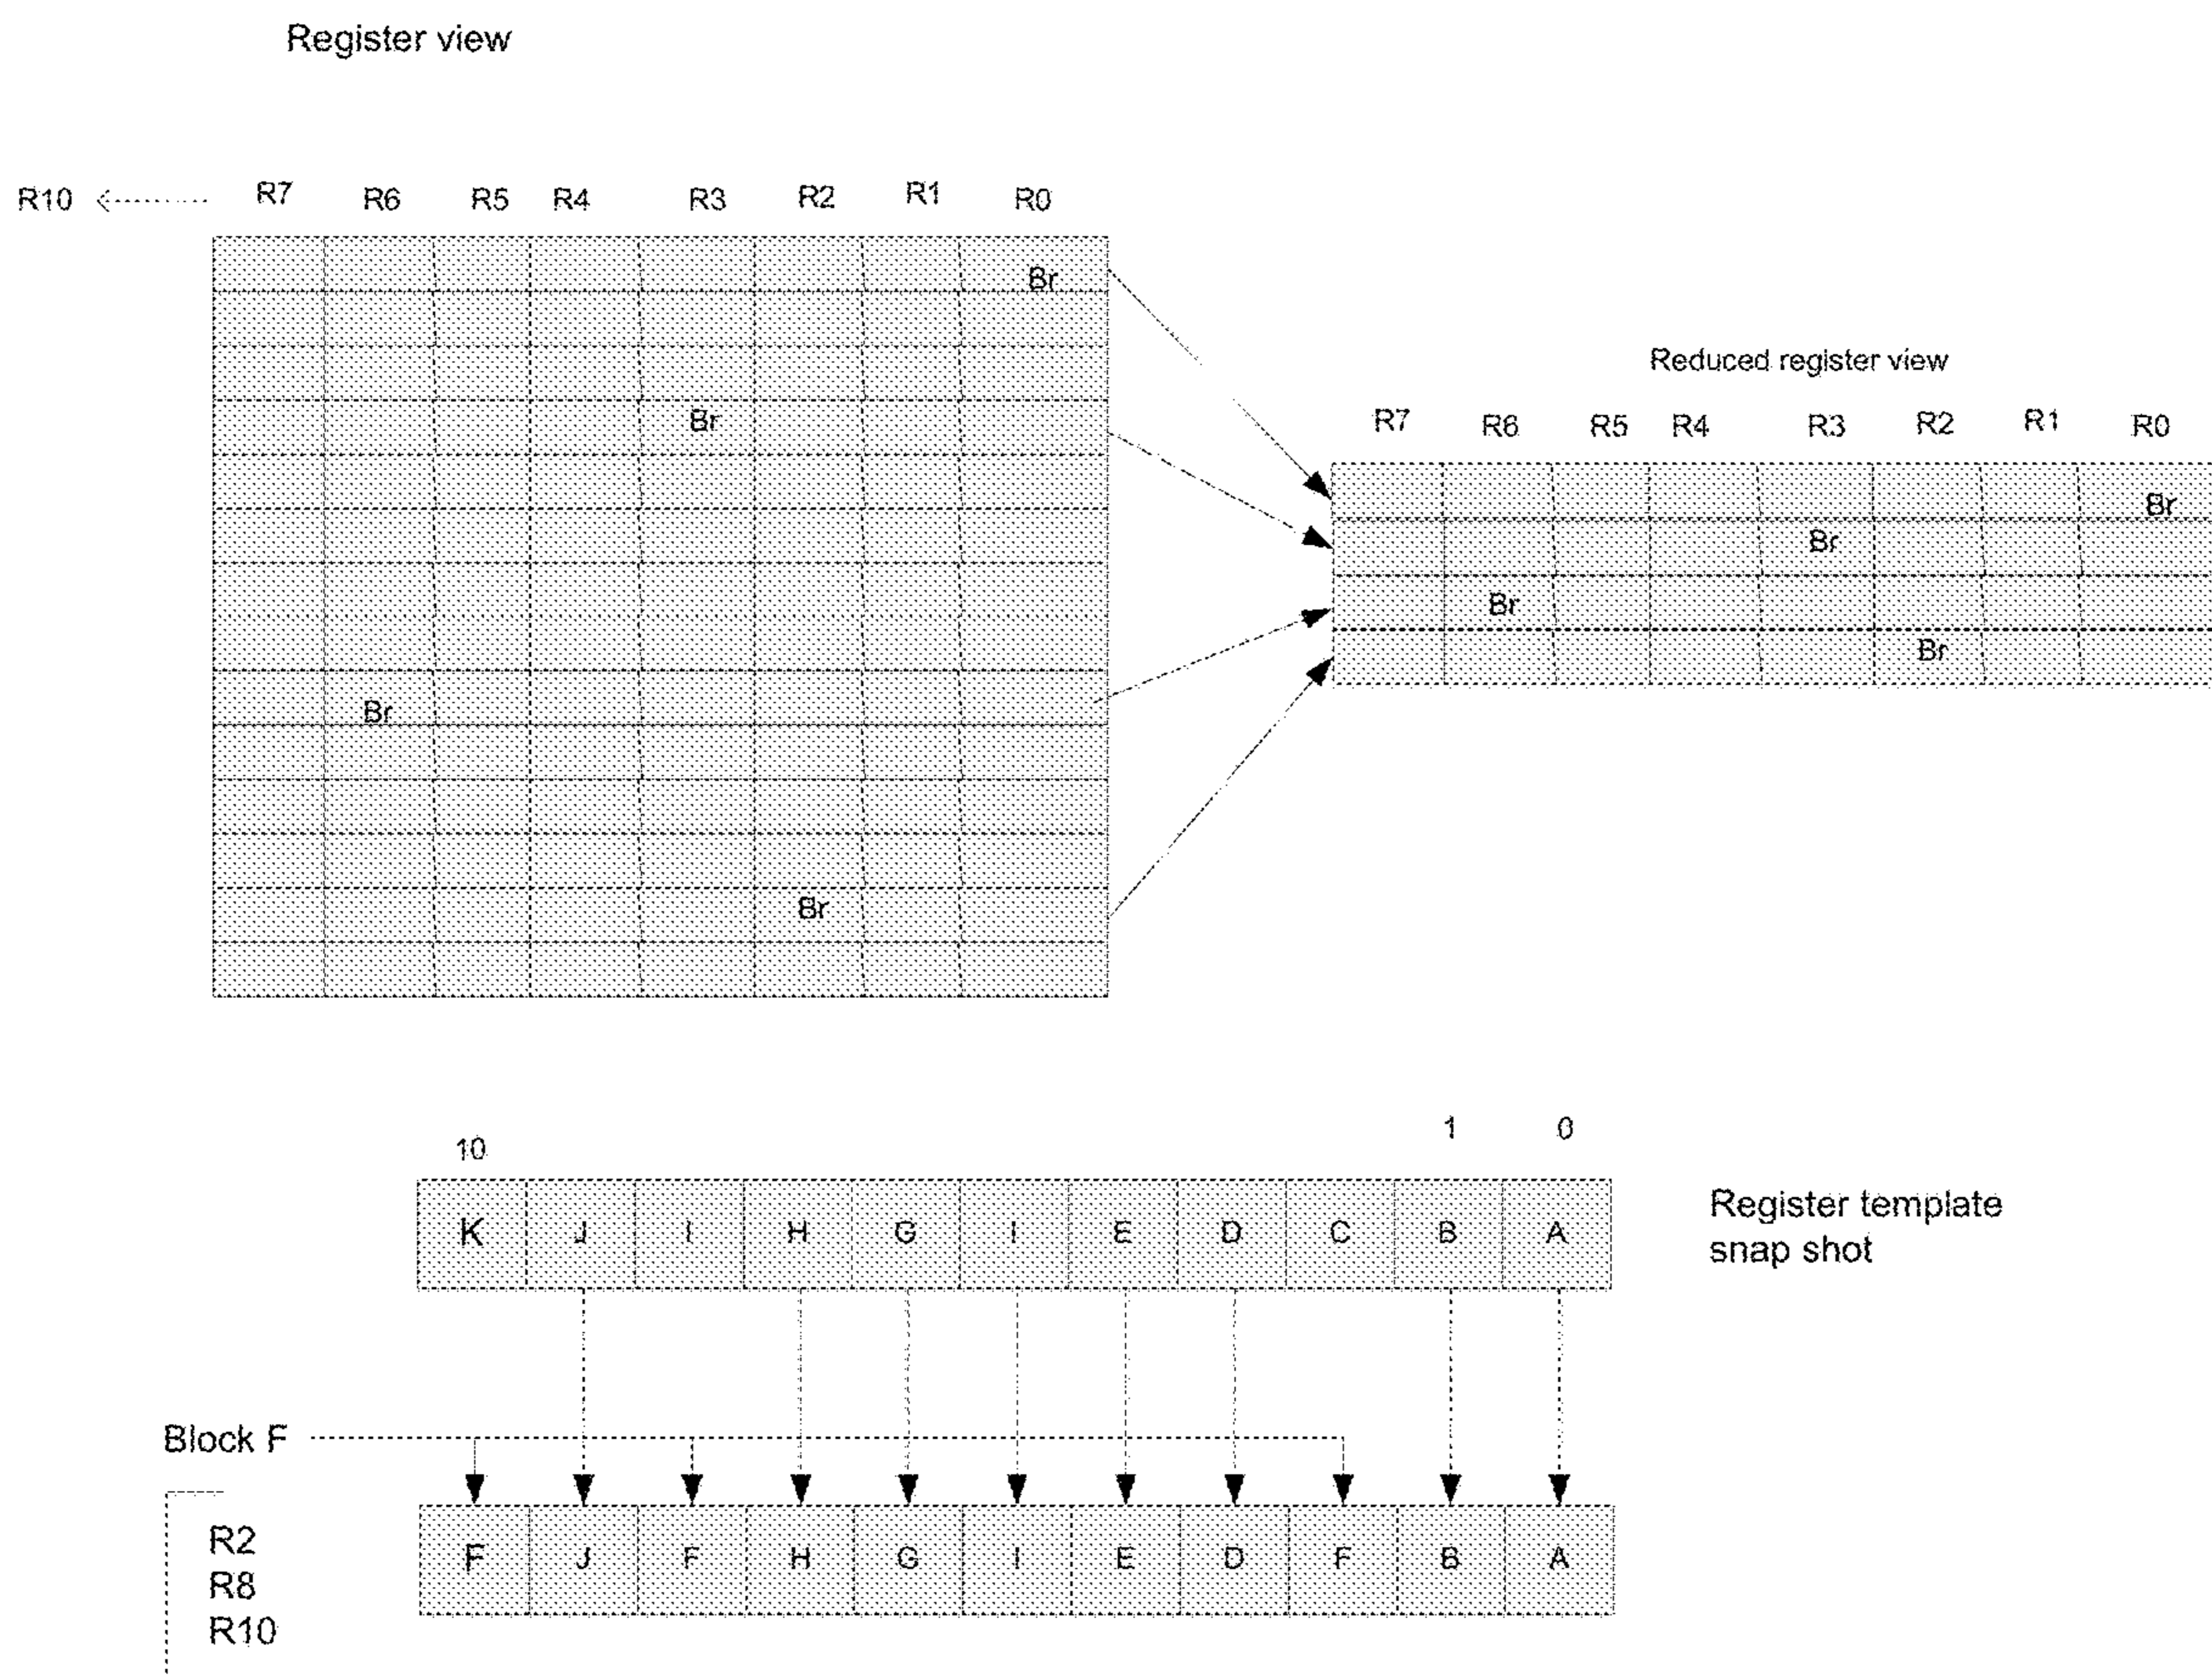 Register view
R10 R7 R6 R5 R4 R3 R2 R1 R0
Br
Br
Br
Br
Reduced register view
R7 R6 R5 R4 R3 R2 R1 R0
Br
Br
Br
Br
10 1 0
K J I H G I E D C B A
Register template
snap shot
Block F
F J F H G I E D F B A
R2
R8
R10